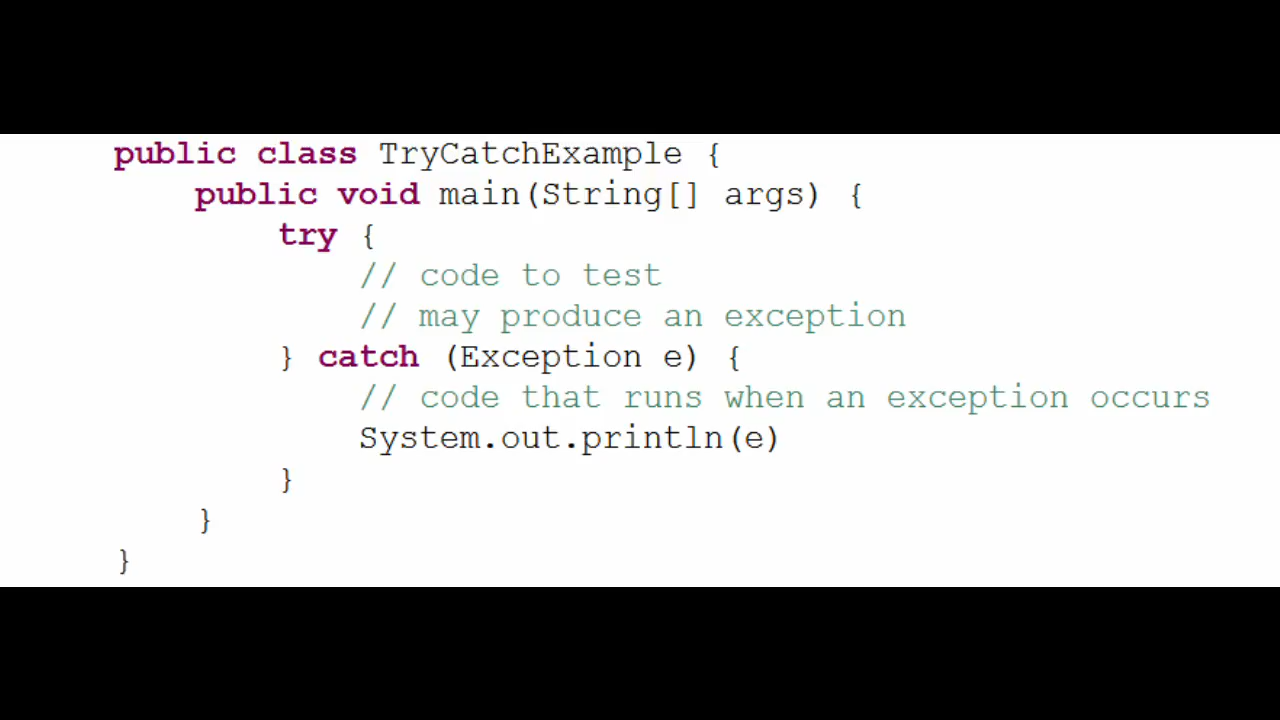 public class TryCatchExample {
public void main(String[] args) {
try {
// code to test
// may produce an exception
} catch (Exception e) {
// code that runs when an exception occurs
System.out.println(e)
}
}
}